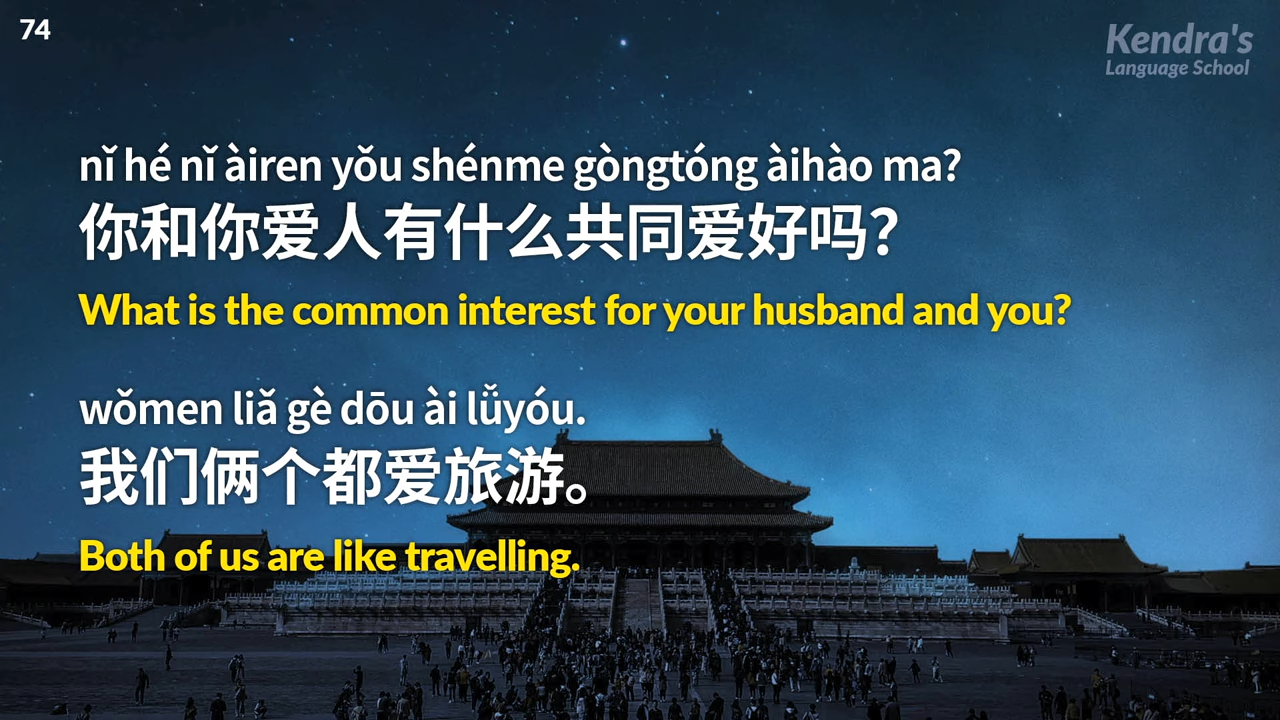 74
Kendra's
Language School
nǐ hé nǐ àiren yǒu shénme gòngtóng àihào ma?
你和你爱人有什么共同爱好吗？
What is the common interest for your husband and you?
wǒmen liǎ gè dōu ài lǚyóu.
我们俩个都爱旅游。
Both of us are like travelling.